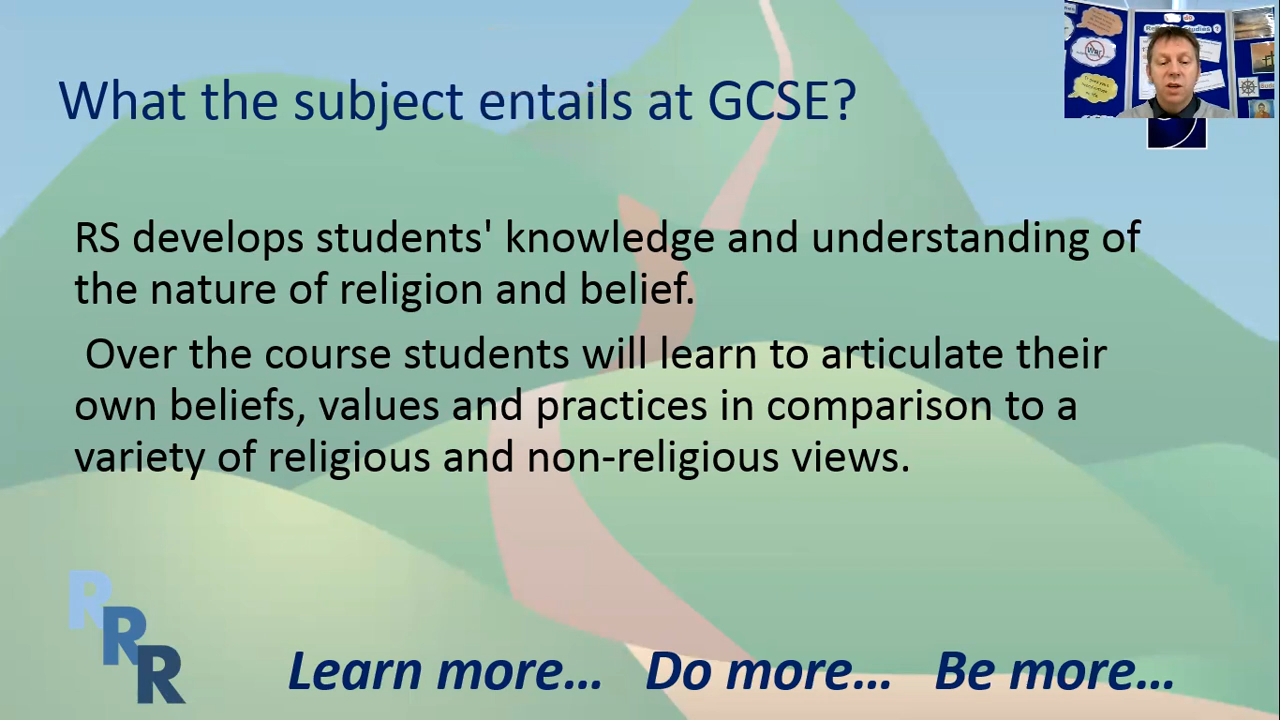 What the subject entails at GCSE?
RS develops students' knowledge and understanding of
the nature of religion and belief.
Over the course students will learn to articulate their
own beliefs, values and practices in comparison to a
variety of religious and non-religious views.
R
R
R
Learn more... Do more... Be more...